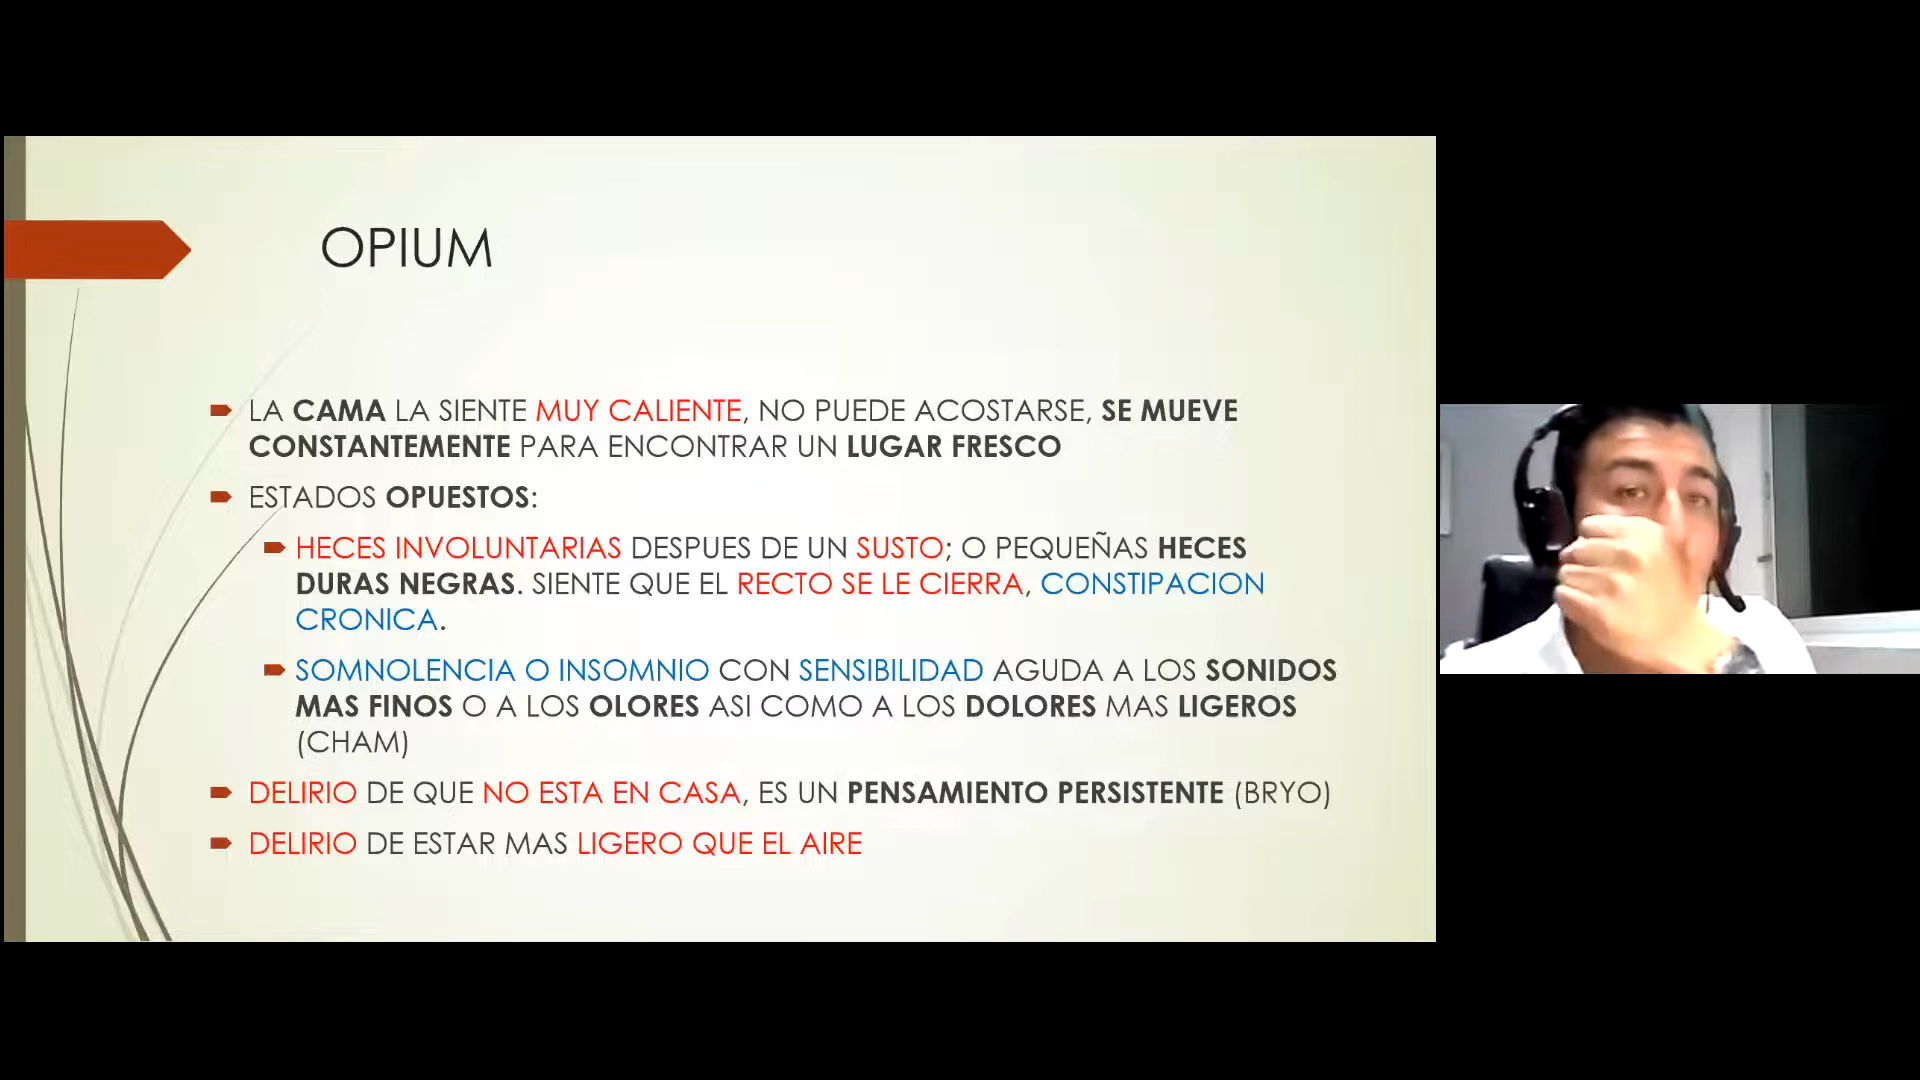 OPIUM
LA CAMA LA SIENTE MUY CALIENTE, NO PUEDE ACOSTARSE, SE MUEVE
CONSTANTEMENTE PARA ENCONTRAR UN LUGAR FRESCO
ESTADOS OPUESTOS:
HECES INVOLUNTARIAS DESPUES DE UN SUSTO; O PEQUEÑAS HECES
DURAS NEGRAS. SIENTE QUE EL RECTO SE LE CIERRA, CONSTIPACION
CRONICA.
SOMNOLENCIA O INSOMNIO CON SENSIBILIDAD AGUDA A LOS SONIDOS
MAS FINOS O A LOS OLORES ASI COMO A LOS DOLORES MAS LIGEROS
(CHAM)
DELIRIO DE QUE NO ESTA EN CASA, ES UN PENSAMIENTO PERSISTENTE (BRYO)
DELIRIO DE ESTAR MAS LIGERO QUE EL AIRE